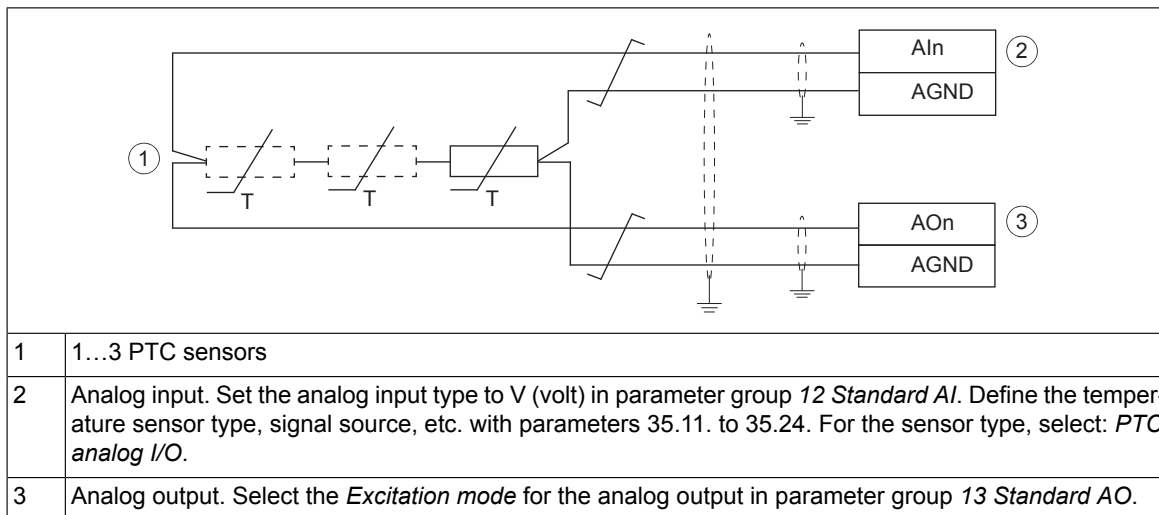 AIn
2
AGND
1
T
T
T
AOn
3
AGND
1 1…3 PTC sensors
2 Analog input. Set the analog input type to V (volt) in parameter group 12 Standard AI. Define the temper-
ature sensor type, signal source, etc. with parameters 35.11. to 35.24. For the sensor type, select: PTC
analog I/O.
3 Analog output. Select the Excitation mode for the analog output in parameter group 13 Standard AO.